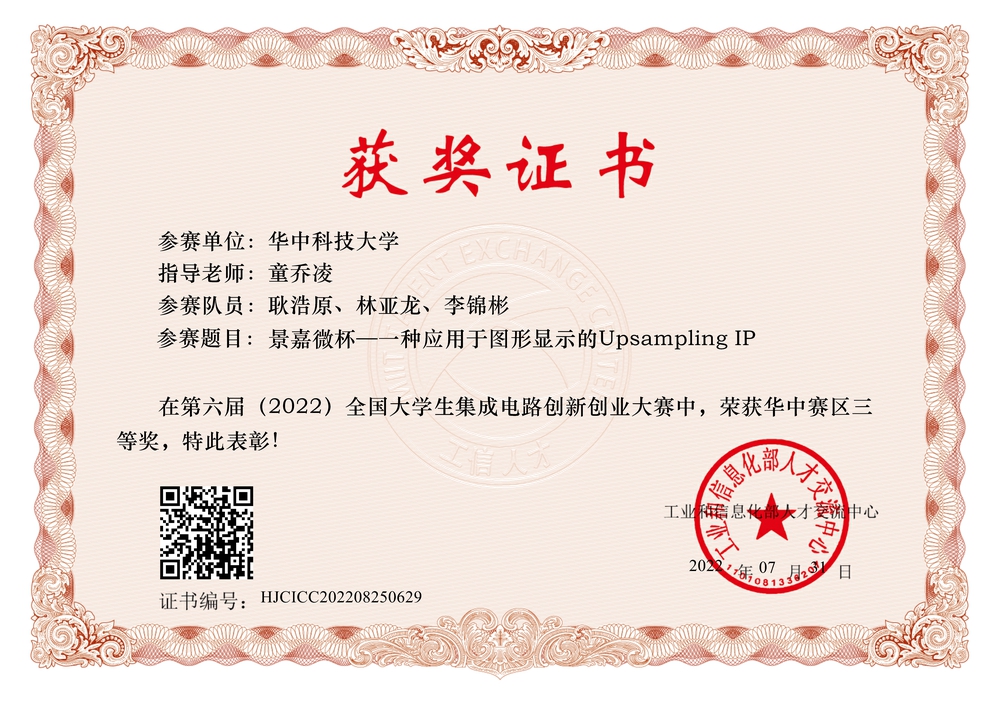 获奖证书
参赛单位：华中科技大学
指导老师：童乔凌
参赛队员：耿浩原、林亚龙、李锦彬
参赛题目：景嘉微杯—一种应用于图形显示的Upsampling IP
在第六届（2022）全国大学生集成电路创新创业大赛中，荣获华中赛区三
等奖，特此表彰！
工业和信息化部人才交流中心
工业和信息化部人才交流中心
2022 年 07 月 31 日
证书编号：HJCICC202208250629
TALENT EXCHANGE CENTER
工信人才